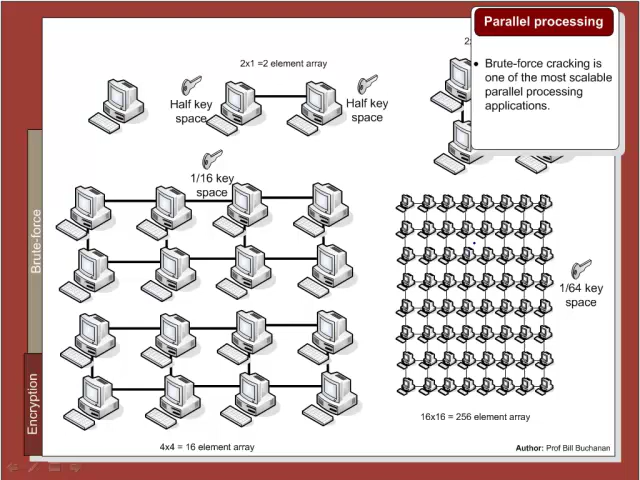 Parallel processing
2x
2x1 =2 element array
• Brute-force cracking is
one of the most scalable
parallel processing
applications.
Half key
space
Half key
space
1/16 key
space
Brute-force
1/64 key
space
Encryption
16x16 = 256 element array
4x4 = 16 element array
Author: Prof Bill Buchanan